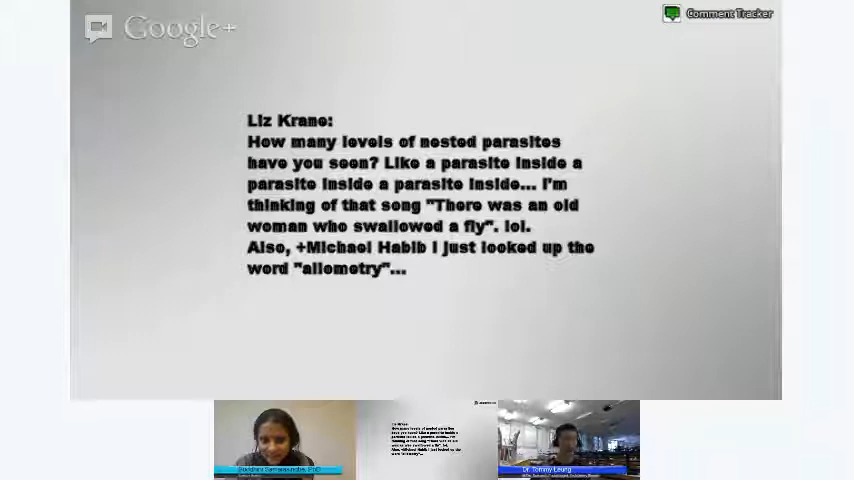 Google+
Comment Tracker
Liz Krane:
How many levels of nested parasites
have you seen? Like a parasite inside a
parasite inside a parasite inside... I'm
thinking of that song "There was an old
woman who swallowed a fly". lol.
Also, +Michael Habib I just looked up the
word "allometry"...
Dr. Tommy Leung